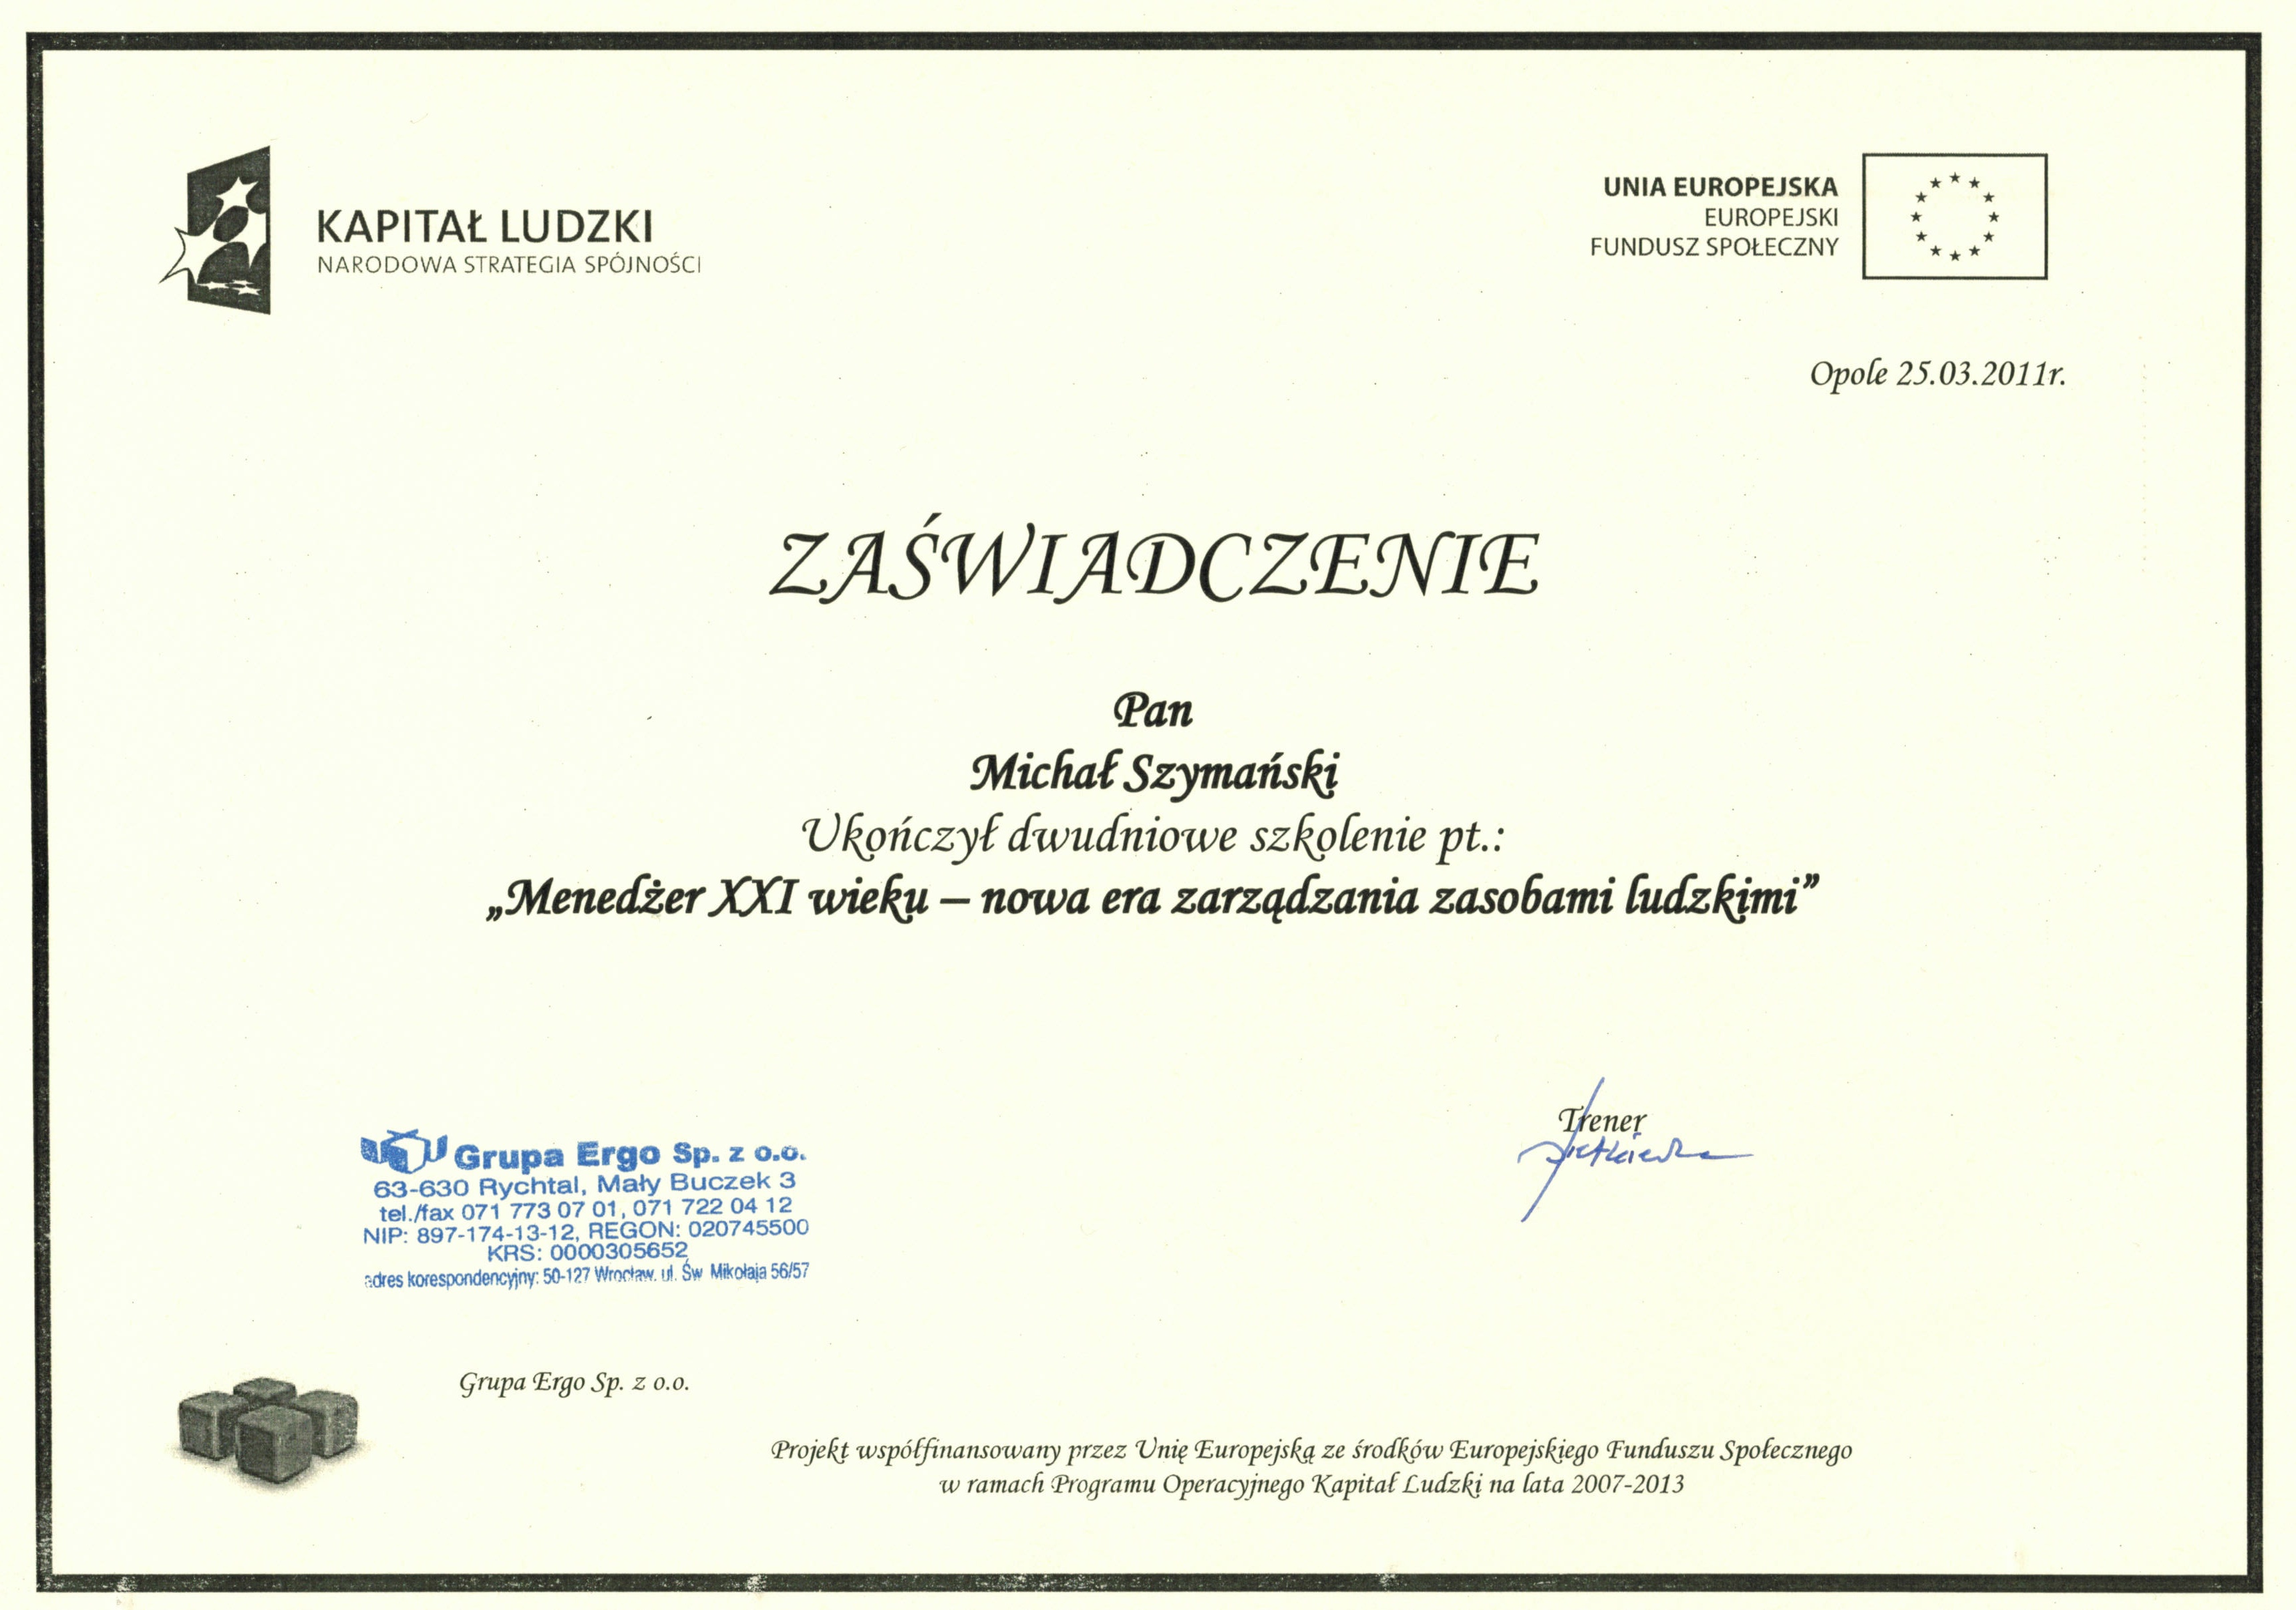 KAPITAŁ LUDZKI
NARODOWA STRATEGIA SPÓJNOŚCI
UNIA EUROPEJSKA
EUROPEJSKI
FUNDUSZ SPOŁECZNY
Opole 25.03.2011r.
ZAŚWIADCZENIE
Pan
Michał Szymański
Ukończył dwudniowe szkolenie pt.:
„Menedżer XXI wieku – nowa era zarządzania zasobami ludzkimi”
Trener
Grupa Ergo Sp. z o.o.
63-630 Rychtal, Mały Buczek 3
tel./fax 071 773 07 01, 071 722 04 12
NIP: 897-174-13-12, REGON: 020745500
KRS: 0000305652
adres korespondencyjny: 50-127 Wrocław, ul. Św Mikołaja 56/57
Grupa Ergo Sp. z o.o.
Projekt współfinansowany przez Unię Europejską ze środków Europejskiego Funduszu Społecznego
w ramach Programu Operacyjnego Kapitał Ludzki na lata 2007-2013